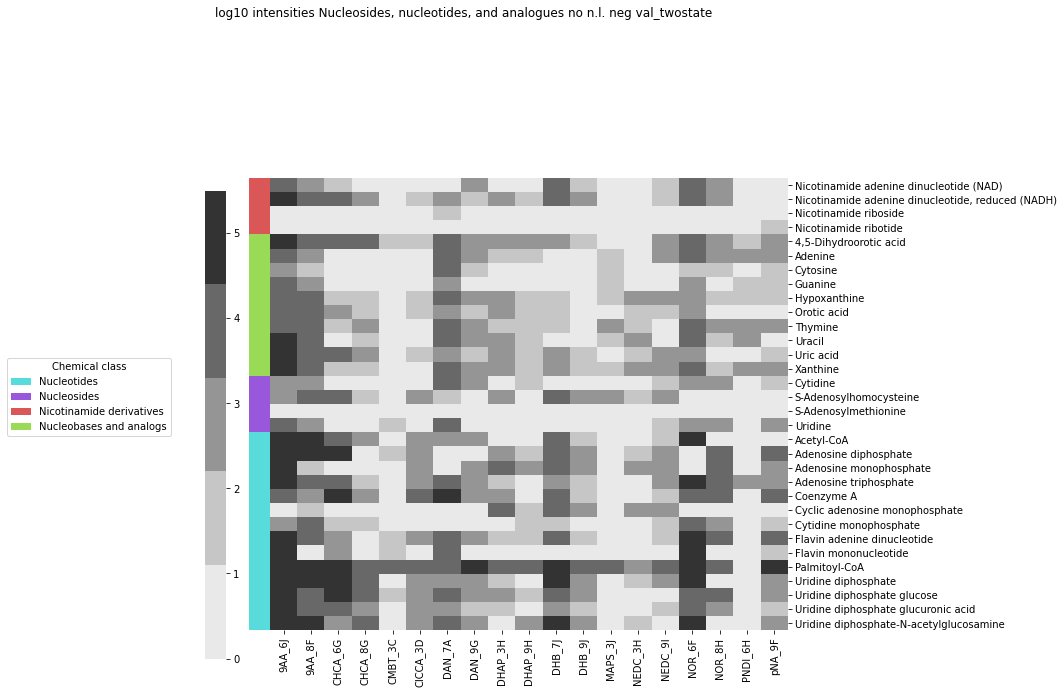 log10 intensities Nucleosides, nucleotides, and analogues no n.l. neg val_twostate
Chemical class
Nucleotides
Nucleosides
Nicotinamide derivatives
Nucleobases and analogs
5
4
3
2
1
0
Nicotinamide adenine dinucleotide (NAD)
Nicotinamide adenine dinucleotide, reduced (NADH)
Nicotinamide riboside
Nicotinamide ribotide
4,5-Dihydroorotic acid
Adenine
Cytosine
Guanine
Hypoxanthine
Orotic acid
Thymine
Uracil
Uric acid
Xanthine
Cytidine
S-Adenosylhomocysteine
S-Adenosylmethionine
Uridine
Acetyl-CoA
Adenosine diphosphate
Adenosine monophosphate
Adenosine triphosphate
Coenzyme A
Cyclic adenosine monophosphate
Cytidine monophosphate
Flavin adenine dinucleotide
Flavin mononucleotide
Palmitoyl-CoA
Uridine diphosphate
Uridine diphosphate glucose
Uridine diphosphate glucuronic acid
Uridine diphosphate-N-acetylglucosamine
9AA_6J
9AA_8F
CHCA_6G
CHCA_8G
CMBT_3C
CICCA_3D
DAN_7A
DAN_9G
DHAP_3H
DHAP_9H
DHB_7J
DHB_9J
MAPS_3J
NEDC_3H
NEDC_9I
NOR_6F
NOR_8H
PNDI_6H
pNA_9F